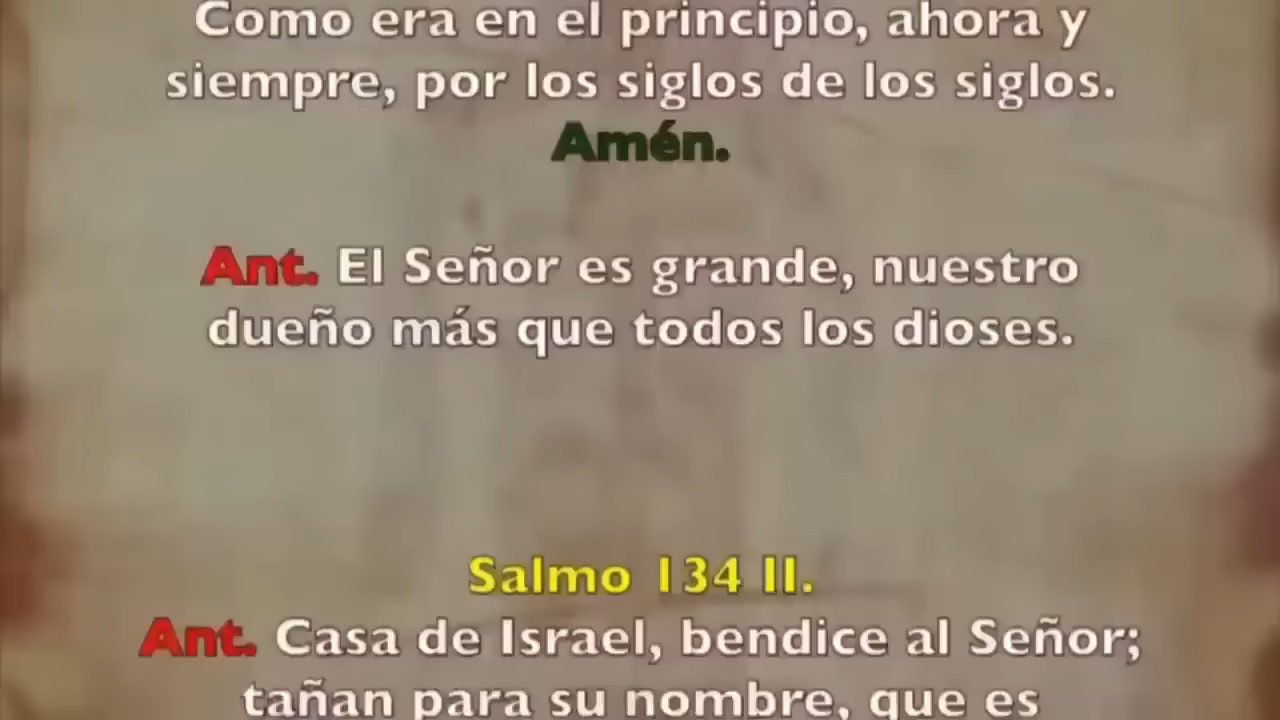 Como era en el principio, ahora y
siempre, por los siglos de los siglos.
Amén.
Ant. El Señor es grande, nuestro
dueño más que todos los dioses.
Salmo 134 II.
Ant. Casa de Israel, bendice al Señor;
tañan para su nombre, que es